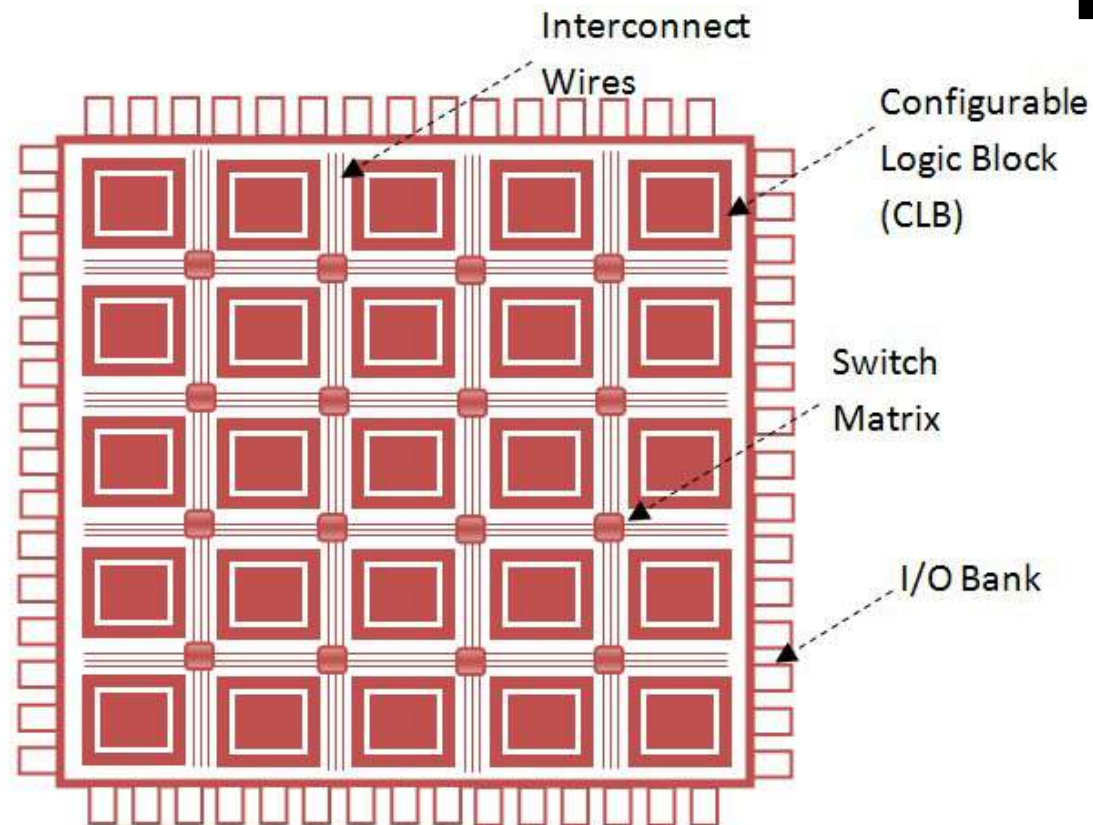 Interconnect
Wires
Configurable
Logic Block
(CLB)
Switch
Matrix
I/O Bank